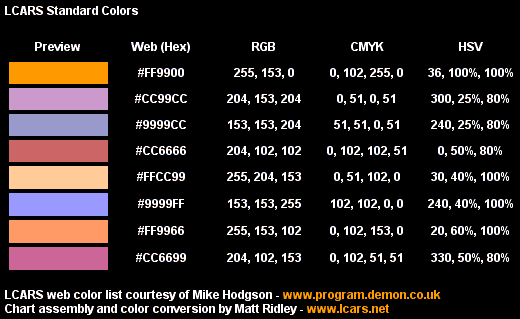 LCARS Standard Colors
Preview Web (Hex) RGB CMYK HSV
#FF9900 255, 153, 0 0, 102, 255, 0 36, 100%, 100%
#CC99CC 204, 153, 204 0, 51, 0, 51 300, 25%, 80%
#9999CC 153, 153, 204 51, 51, 0, 51 240, 25%, 80%
#CC6666 204, 102, 102 0, 102, 102, 51 0, 50%, 80%
#FFCC99 255, 204, 153 0, 51, 102, 0 30, 40%, 100%
#9999FF 153, 153, 255 102, 102, 0, 0 240, 40%, 100%
#FF9966 255, 153, 102 0, 102, 153, 0 20, 60%, 100%
#CC6699 204, 102, 153 0, 102, 51, 51 330, 50%, 80%
LCARS web color list courtesy of Mike Hodgson - www.program.demon.co.uk
Chart assembly and color conversion by Matt Ridley - www.lcars.net